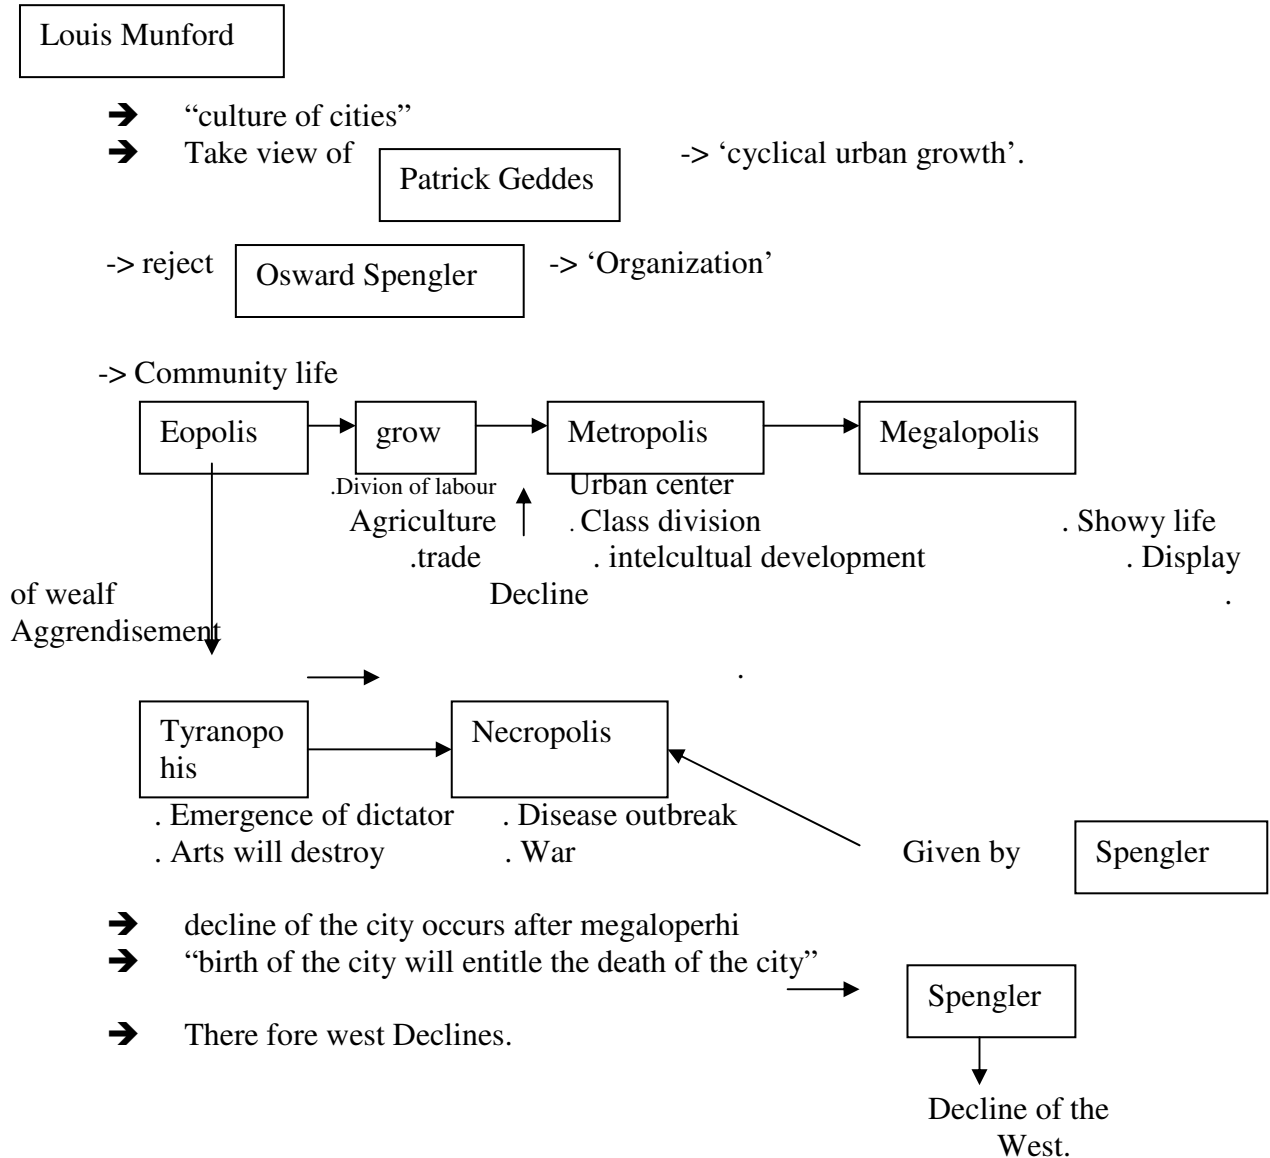 Louis Munford
➔ “culture of cities”
➔ Take view of Patrick Geddes -> ‘cyclical urban growth’.
-> reject Osward Spengler -> ‘Organization’
-> Community life
Eopolis grow Metropolis Megalopolis
.Divion of labour Urban center
Agriculture . Class division . Showy life
.trade . intelcultual development . Display
of wealf Decline .
Aggrendisement
.
Tyranopo
his
Necropolis
. Emergence of dictator . Disease outbreak
. Arts will destroy . War Given by Spengler
➔ decline of the city occurs after megaloperhi
➔ “birth of the city will entitle the death of the city”
Spengler
➔ There fore west Declines.
Decline of the
West.